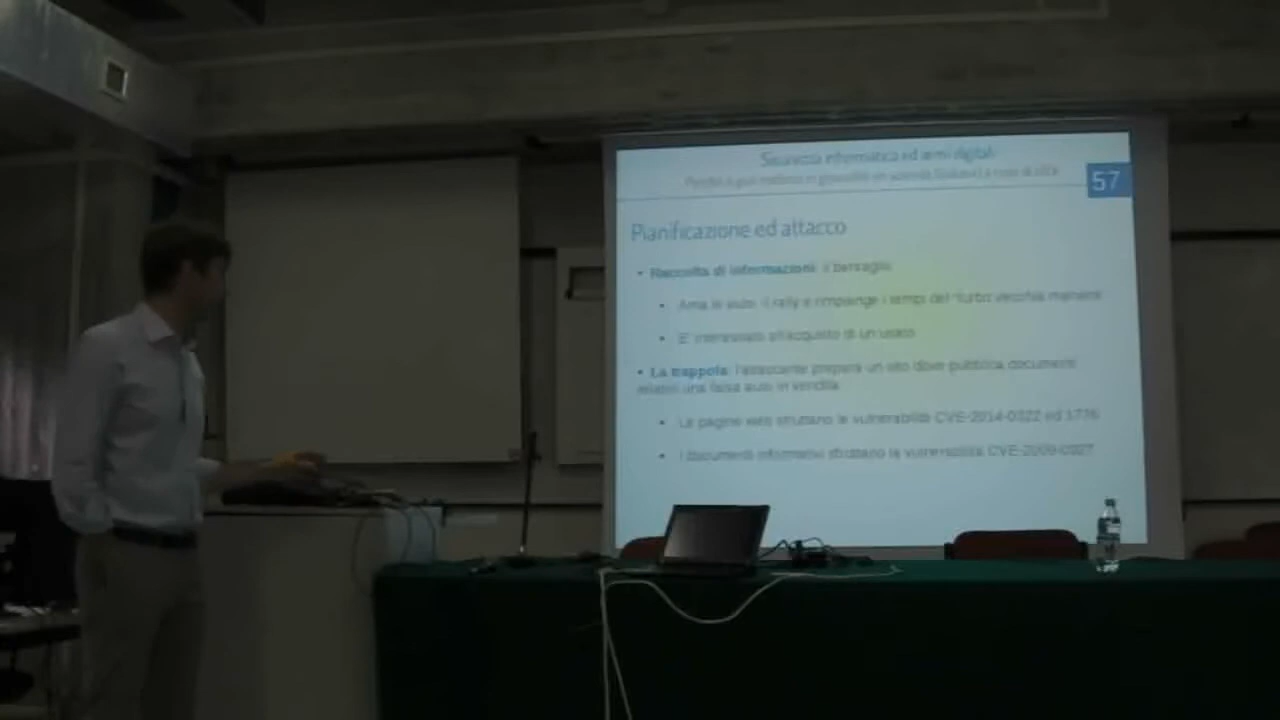 Sicurezza informatica ed armi digitali
57
Pianificazione ed attacco
• Raccolta di informazioni: il bersaglio
• Ama le auto il rally e rimpiange i tempi del "turbo vecchia maniera"
• E' interessato all'acquisto di un usato
• La trappola: l'attaccante prepara un sito dove pubblica documenti
relativi una falsa auto in vendita
• Le pagine web sfruttano le vulnerabilità CVE-2014-0322 ed 1776
• I documenti informativi sfruttano la vulnerabilità CVE-2009-0927